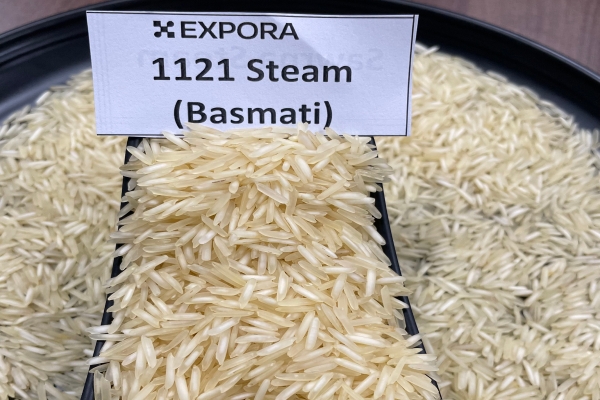 EXPORA
1121 Steam
(Basmati)